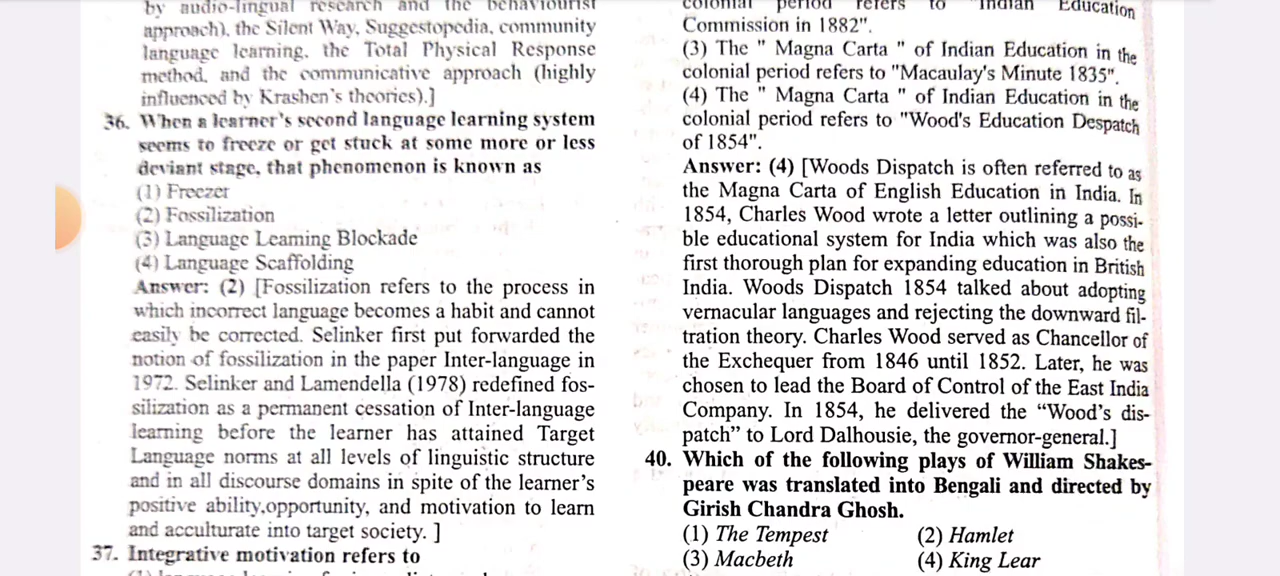 by audio-lingual research and the behaviourist
approach), the Silent Way, Suggestopedia, community
language learning, the Total Physical Response
method, and the communicative approach (highly
influenced by Krashen's theories).]
36. When a learner's second language learning system
seems to freeze or get stuck at some more or less
deviant stage, that phenomenon is known as
(1) Freezer
(2) Fossilization
(3) Language Learning Blockade
(4) Language Scaffolding
Answer: (2) [Fossilization refers to the process in
which incorrect language becomes a habit and cannot
easily be corrected. Selinker first put forwarded the
notion of fossilization in the paper Inter-language in
1972. Selinker and Lamendella (1978) redefined fos-
silization as a permanent cessation of Inter-language
learning before the learner has attained Target
Language norms at all levels of linguistic structure
and in all discourse domains in spite of the learner's
positive ability,opportunity, and motivation to learn
and acculturate into target society. ]
37. Integrative motivation refers to
colonial period refers to "Indian Education
Commission in 1882".
(3) The " Magna Carta " of Indian Education in the
colonial period refers to "Macaulay's Minute 1835".
(4) The " Magna Carta " of Indian Education in the
colonial period refers to "Wood's Education Despatch
of 1854".
Answer: (4) [Woods Dispatch is often referred to as
the Magna Carta of English Education in India. In
1854, Charles Wood wrote a letter outlining a possi-
ble educational system for India which was also the
first thorough plan for expanding education in British
India. Woods Dispatch 1854 talked about adopting
vernacular languages and rejecting the downward fil-
tration theory. Charles Wood served as Chancellor of
the Exchequer from 1846 until 1852. Later, he was
chosen to lead the Board of Control of the East India
Company. In 1854, he delivered the “Wood's dis-
patch” to Lord Dalhousie, the governor-general.]
40. Which of the following plays of William Shakes-
peare was translated into Bengali and directed by
Girish Chandra Ghosh.
(1) The Tempest (2) Hamlet
(3) Macbeth (4) King Lear